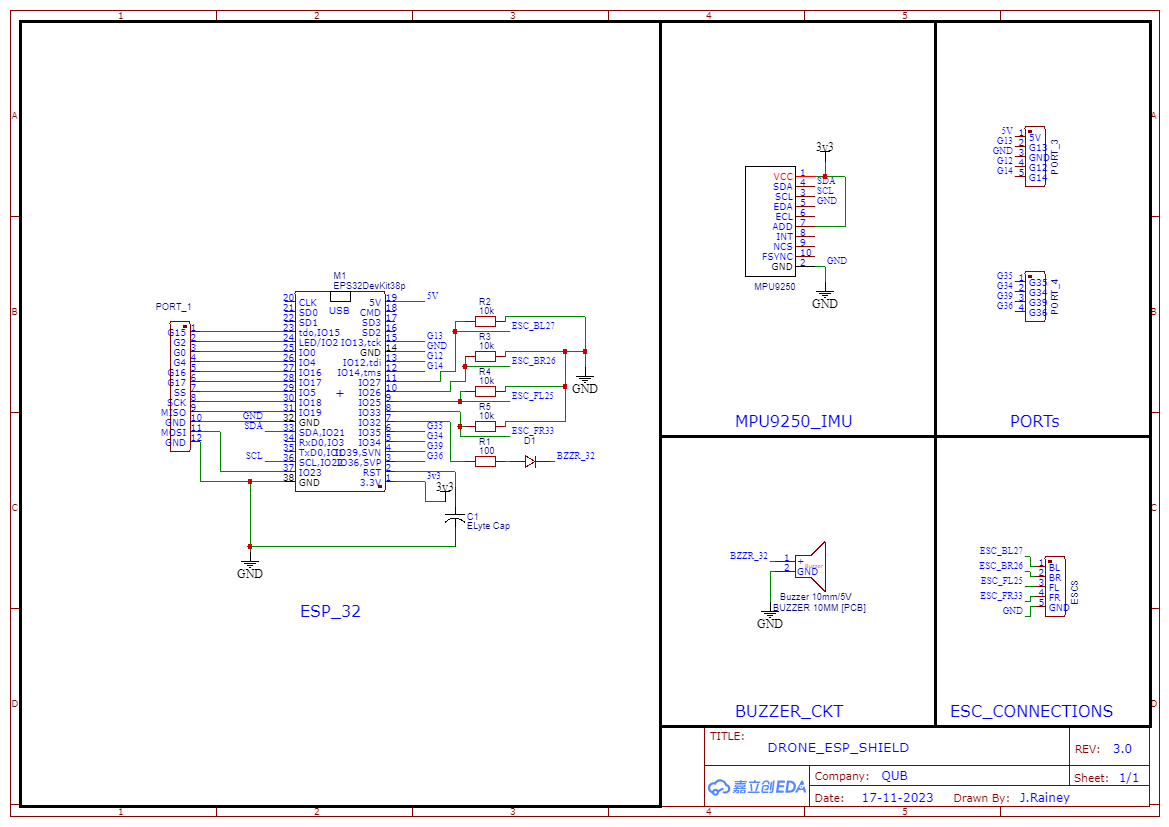 1 2 3 4 5
A A
B B
C C
D D
1 2 3 4 5
M1
EPS32DevKit38p
USB
20 CLK
21 SD0
22 SD1
23 tdo,IO15
24 LED/IO2
25 IO0
26 IO4
27 IO16
28 IO17
29 IO5
30 IO18
31 IO19
32 GND
33 SDA,IO21
34 RxD0,IO3
35 TxD0,IO1
36 SCL,IO22
37 IO23
38 GND
5V 19
CMD 18
SD3 17
SD2 16
IO13,tck 15
GND 14
IO12,tdi 13
IO14,tms 12
IO27 11
IO26 10
IO25 9
IO33 8
IO32 7
IO35 6
IO34 5
IO39,SVN 4
IO36,SVP 3
RST 2
3.3V 1
PORT_1
G15 1
G2 2
G0 3
G4 4
G16 5
G17 6
SS 7
SCK 8
MISO 9
GND 10
MOSI 11
GND 12
GND
SDA
SCL
5V
G13
GND
G12
G14
G35
G34
G39
G36
3v3
3v3
R2
10k
ESC_BL27
R3
10k
ESC_BR26
R4
10k
ESC_FL25
R5
10k
ESC_FR33
R1
100
D1
BZZR_32
GND
C1
ELyte Cap
GND
ESP_32
3v3
VCC 1
SDA 4 SDA
SCL 3 SCL
EDA 5 GND
ECL 6
ADD 7
INT 8
NCS 9
FSYNC 10
GND 2 GND
MPU9250
GND
MPU9250_IMU
5V 1 5V
G13 2 G13
GND 3 GND
G12 4 G12
G14 5 G14
PORT_3
G35 1 G35
G34 2 G34
G39 3 G39
G36 4 G36
PORT_4
PORTs
BZZR_32 1 +
2 GND
Buzzer
Buzzer 10mm/5V
BUZZER 10MM [PCB]
GND
BUZZER_CKT
ESC_BL27 1 BL
ESC_BR26 2 BR
ESC_FL25 3 FL
ESC_FR33 4 FR
GND 5 GND
ESCS
ESC_CONNECTIONS
TITLE:
DRONE_ESP_SHIELD
REV: 3.0
嘉立创EDA
Company: QUB
Sheet: 1/1
Date: 17-11-2023 Drawn By: J.Rainey